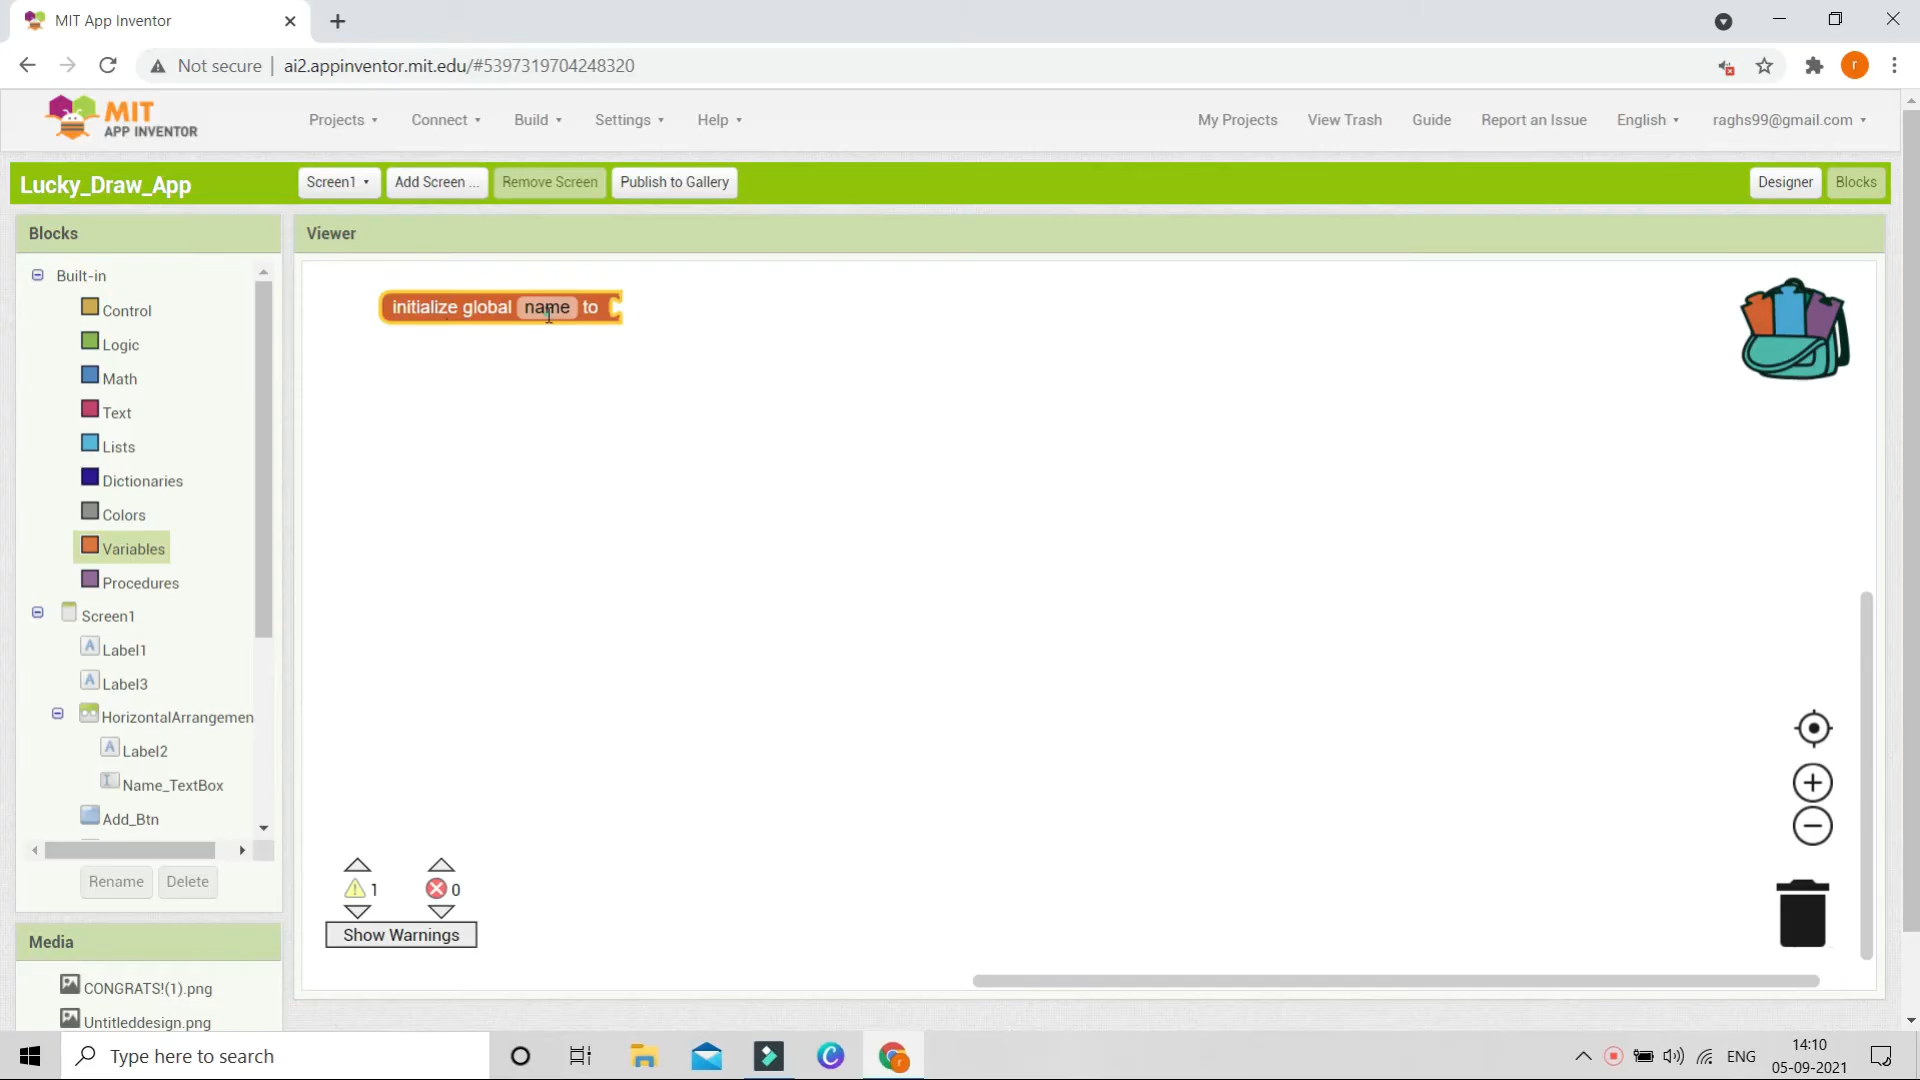 MIT App Inventor
Not secure
ai2.appinventor.mit.edu/#5397319704248320
r
MIT
APP INVENTOR
Projects
Connect
Build
Settings
Help
My Projects
View Trash
Guide
Report an Issue
English
raghs99@gmail.com
Lucky_Draw_App
Screen1
Add Screen ...
Remove Screen
Publish to Gallery
Designer
Blocks
Blocks
Built-in
Control
Logic
Math
Text
Lists
Dictionaries
Colors
Variables
Procedures
Screen1
A Label1
A Label3
HorizontalArrangemen
A Label2
Name_TextBox
Add_Btn
Rename
Delete
Media
CONGRATS!(1).png
Untitleddesign.png
Viewer
initialize global name to
1
0
Show Warnings
Type here to search
ENG
14:10
05-09-2021